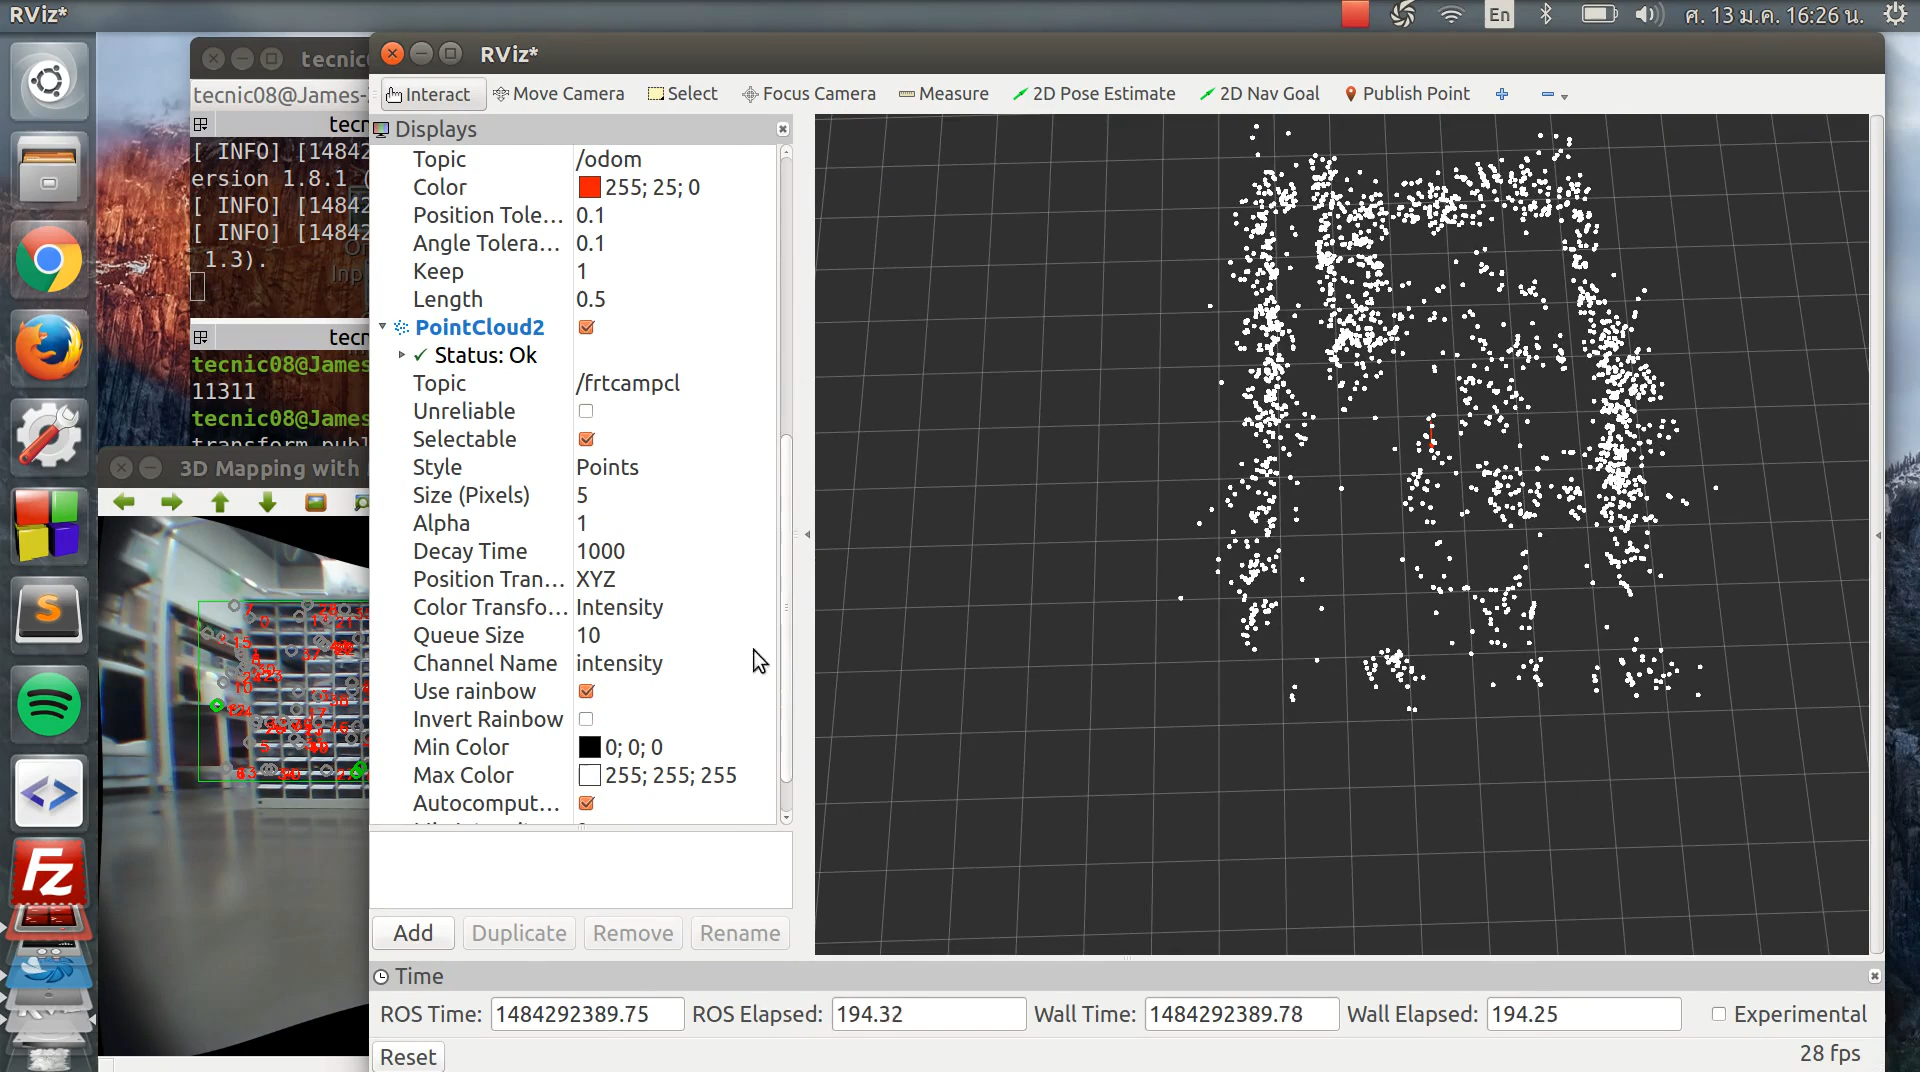 RViz*
En
ศ. 13 ม.ค. 16:26 น.
tecnic
tecnic08@James-
tecn
[ INFO] [14842
ersion 1.8.1 (
[ INFO] [14842
[ INFO] [14842
1.3).
tecn
tecnic08@James
11311
tecnic08@James
transform publ
3D Mapping with
RViz*
Interact
Move Camera
Select
Focus Camera
Measure
2D Pose Estimate
2D Nav Goal
Publish Point
Displays
Topic /odom
Color 255; 25; 0
Position Tole... 0.1
Angle Tolera... 0.1
Keep 1
Length 0.5
PointCloud2
Status: Ok
Topic /frtcampcl
Unreliable
Selectable
Style Points
Size (Pixels) 5
Alpha 1
Decay Time 1000
Position Tran... XYZ
Color Transfo... Intensity
Queue Size 10
Channel Name intensity
Use rainbow
Invert Rainbow
Min Color 0; 0; 0
Max Color 255; 255; 255
Autocomput...
Add
Duplicate
Remove
Rename
Time
ROS Time: 1484292389.75 ROS Elapsed: 194.32 Wall Time: 1484292389.78 Wall Elapsed: 194.25 Experimental
Reset
28 fps